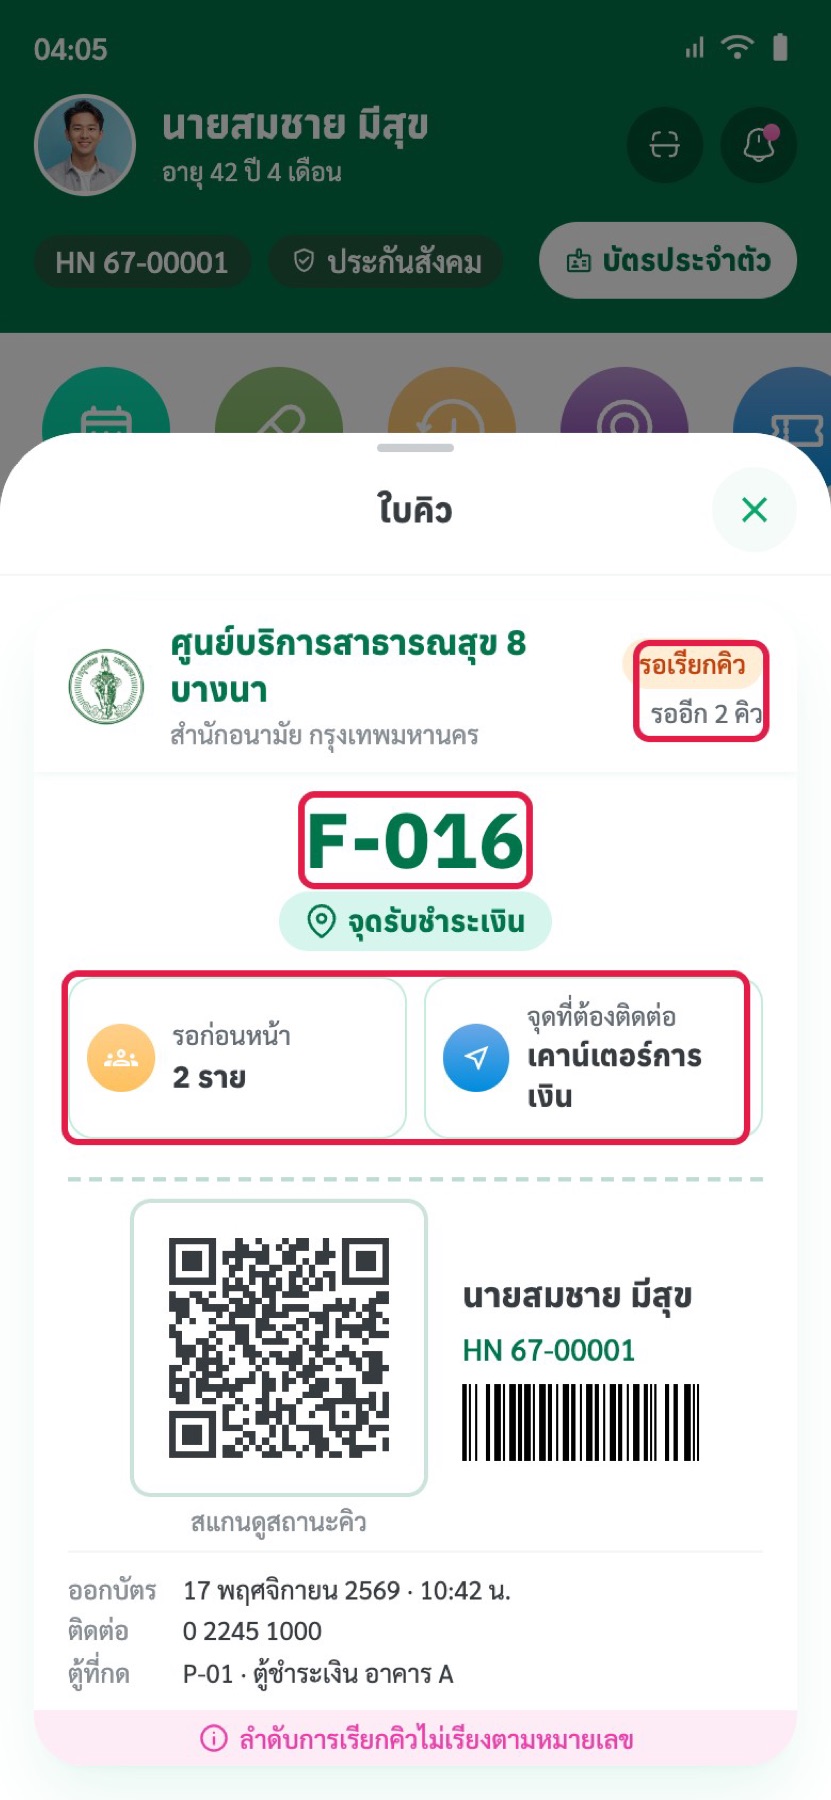 04:05
นายสมชาย มีสุข
อายุ 42 ปี 4 เดือน
HN 67-00001
ประกันสังคม
บัตรประจำตัว
ใบคิว
ศูนย์บริการสาธารณสุข 8
บางนา
สำนักอนามัย กรุงเทพมหานคร
รอเรียกคิว
รออีก 2 คิว
F-016
จุดรับชำระเงิน
รอก่อนหน้า
2 ราย
จุดที่ต้องติดต่อ
เคาน์เตอร์การ
เงิน
นายสมชาย มีสุข
HN 67-00001
สแกนดูสถานะคิว
ออกบัตร 17 พฤศจิกายน 2569 · 10:42 น.
ติดต่อ 0 2245 1000
ตู้ที่กด P-01 · ตู้ชำระเงิน อาคาร A
ลำดับการเรียกคิวไม่เรียงตามหมายเลข